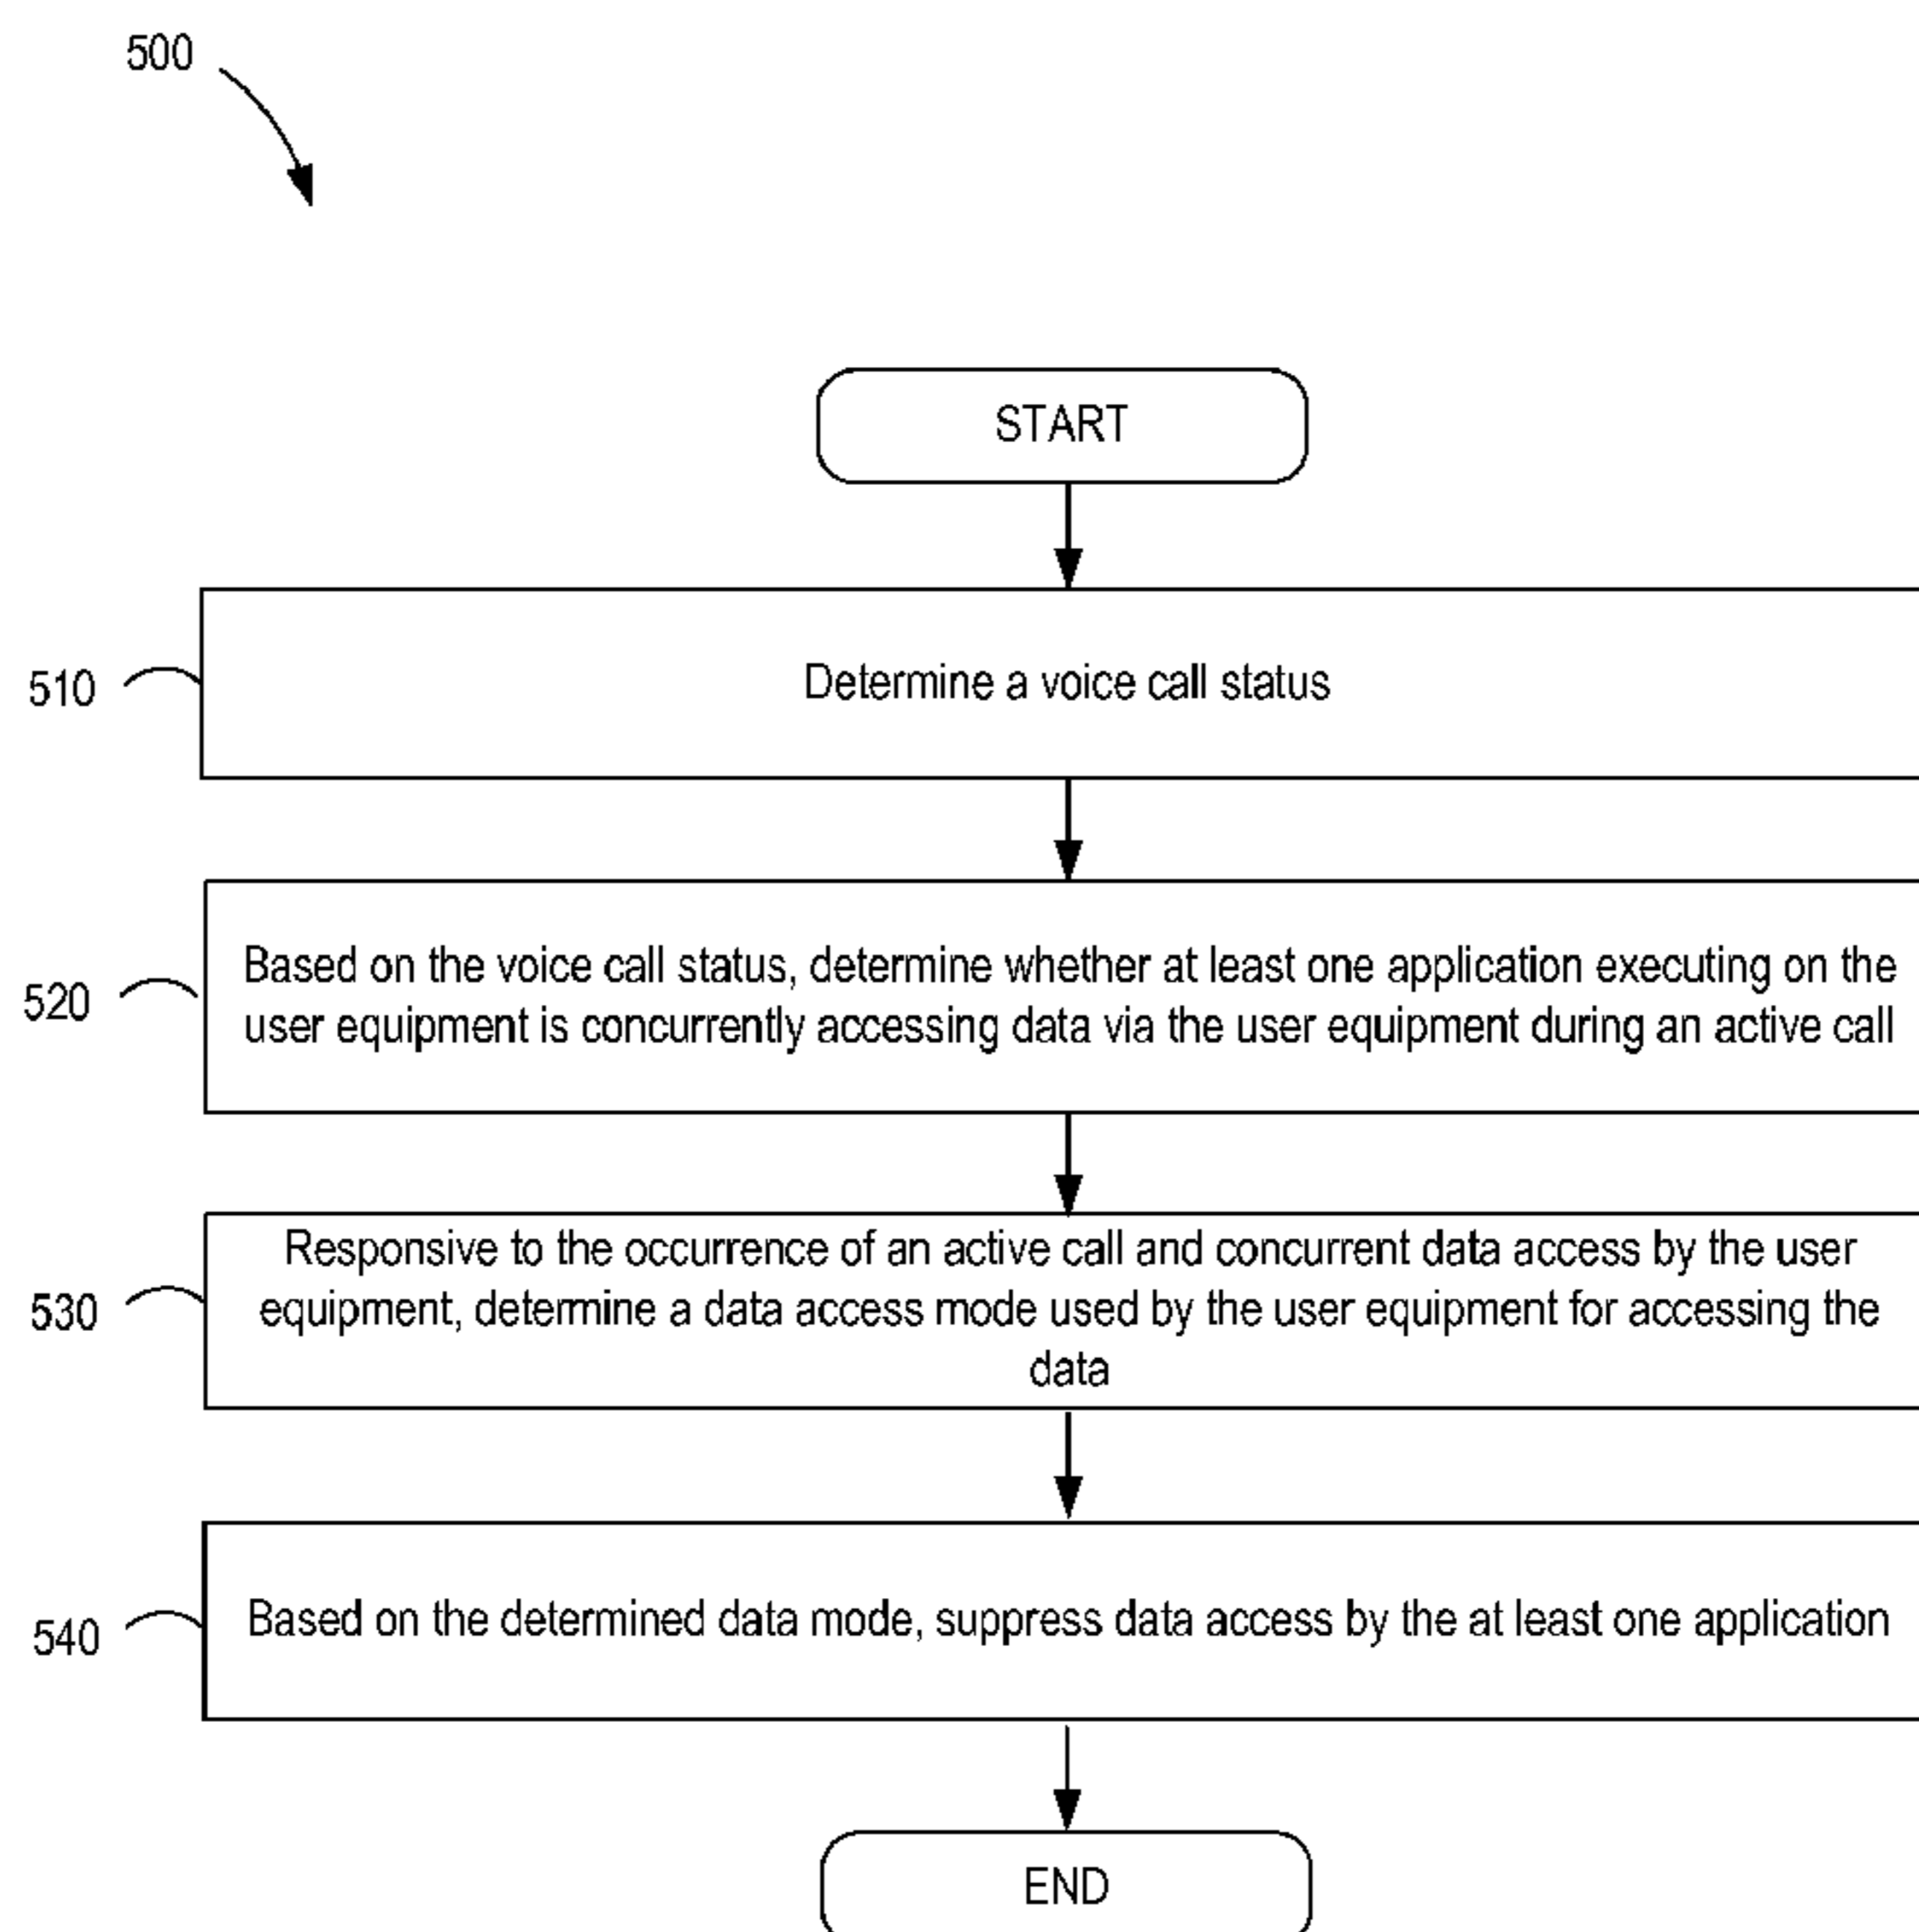 500
START
510
Determine a voice call status
520
Based on the voice call status, determine whether at least one application executing on the
user equipment is concurrently accessing data via the user equipment during an active call
530
Responsive to the occurrence of an active call and concurrent data access by the user
equipment, determine a data access mode used by the user equipment for accessing the
data
540
Based on the determined data mode, suppress data access by the at least one application
END